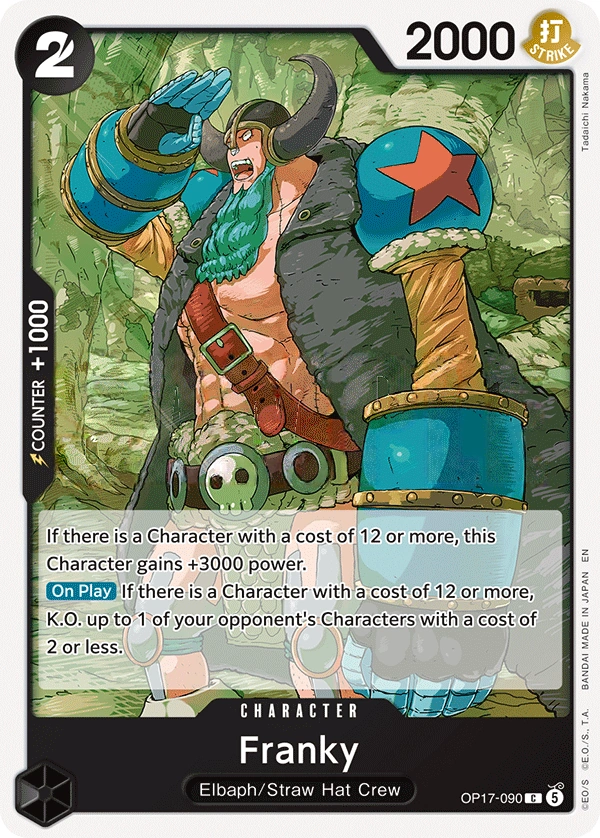 2
2000
打
STRIKE
Tadaichi Nakama
COUNTER +1000
If there is a Character with a cost of 12 or more, this
Character gains +3000 power.
On Play If there is a Character with a cost of 12 or more,
K.O. up to 1 of your opponent's Characters with a cost of
2 or less.
CHARACTER
Franky
Elbaph/Straw Hat Crew
OP17-090 C 5
©EO/S ©E.O./S., T.A. BANDAI MADE IN JAPAN EN